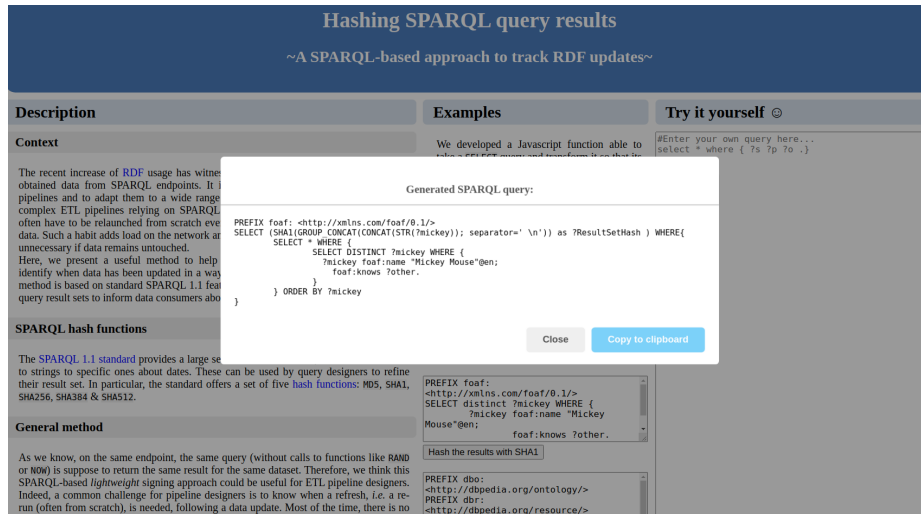 Hashing SPARQL query results
~A SPARQL-based approach to track RDF updates~
Description
Context
The recent increase of RDF usage has witnes
obtained data from SPARQL endpoints. It i
pipelines and to adapt them to a wide range
complex ETL pipelines relying on SPARQL
often have to be relaunched from scratch eve
data. Such a habit adds load on the network an
unnecessary if data remains untouched.
Here, we present a useful method to help
identify when data has been updated in a way
method is based on standard SPARQL 1.1 feat
query result sets to inform data consumers abo
SPARQL hash functions
The SPARQL 1.1 standard provides a large se
to strings to specific ones about dates. These can be used by query designers to refine
their result set. In particular, the standard offers a set of five hash functions: MD5, SHA1,
SHA256, SHA384 & SHA512.
General method
As we know, on the same endpoint, the same query (without calls to functions like RAND
or NOW) is suppose to return the same result for the same dataset. Therefore, we think this
SPARQL-based lightweight signing approach could be useful for ETL pipeline designers.
Indeed, a common challenge for pipeline designers is to know when a refresh, i.e. a re-
run (often from scratch), is needed, following a data update. Most of the time, there is no
Examples
We developed a Javascript function able to
take a SELECT query and transform it so that its
Generated SPARQL query:
PREFIX foaf: <http://xmlns.com/foaf/0.1/>
SELECT (SHA1(GROUP_CONCAT(CONCAT(STR(?mickey)); separator=' \n')) as ?ResultSetHash ) WHERE{
SELECT * WHERE {
SELECT DISTINCT ?mickey WHERE {
?mickey foaf:name "Mickey Mouse"@en;
foaf:knows ?other.
}
} ORDER BY ?mickey
}
Close
Copy to clipboard
PREFIX foaf:
<http://xmlns.com/foaf/0.1/>
SELECT distinct ?mickey WHERE {
?mickey foaf:name "Mickey
Mouse"@en;
foaf:knows ?other.
Hash the results with SHA1
PREFIX dbo:
<http://dbpedia.org/ontology/>
PREFIX dbr:
<http://dbpedia.org/resource/>
Try it yourself ☺
#Enter your own query here...
select * where { ?s ?p ?o .}